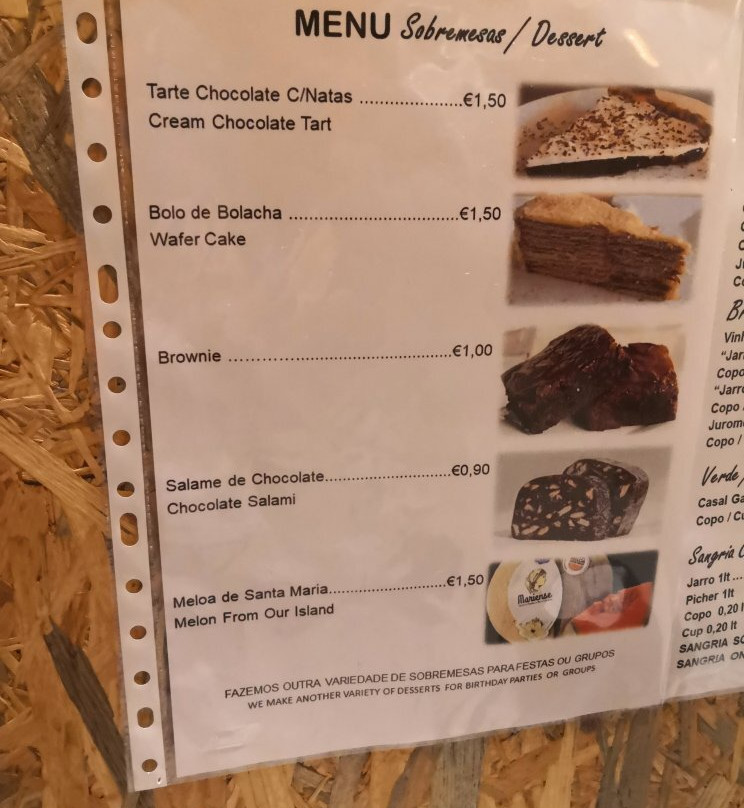 MENU Sobremesas / Dessert
Tarte Chocolate C/Natas ......................€1,50
Cream Chocolate Tart
Bolo de Bolacha ....................................€1,50
Wafer Cake
Brownie ................................................€1,00
Salame de Chocolate...........................€0,90
Chocolate Salami
Meloa de Santa Maria.........................€1,50
Melon From Our Island
Mariense
FAZEMOS OUTRA VARIEDADE DE SOBREMESAS PARA FESTAS OU GRUPOS
WE MAKE ANOTHER VARIETY OF DESSERTS FOR BIRTHDAY PARTIES OR GROUPS
Copo
Copo
Copo /
Verde /
Casal
Copo /
Sangria
Jarro 1lt ...
Picher 1lt
Copo 0,20
Cup 0,20 lt
SANGRIA
SANGRIA